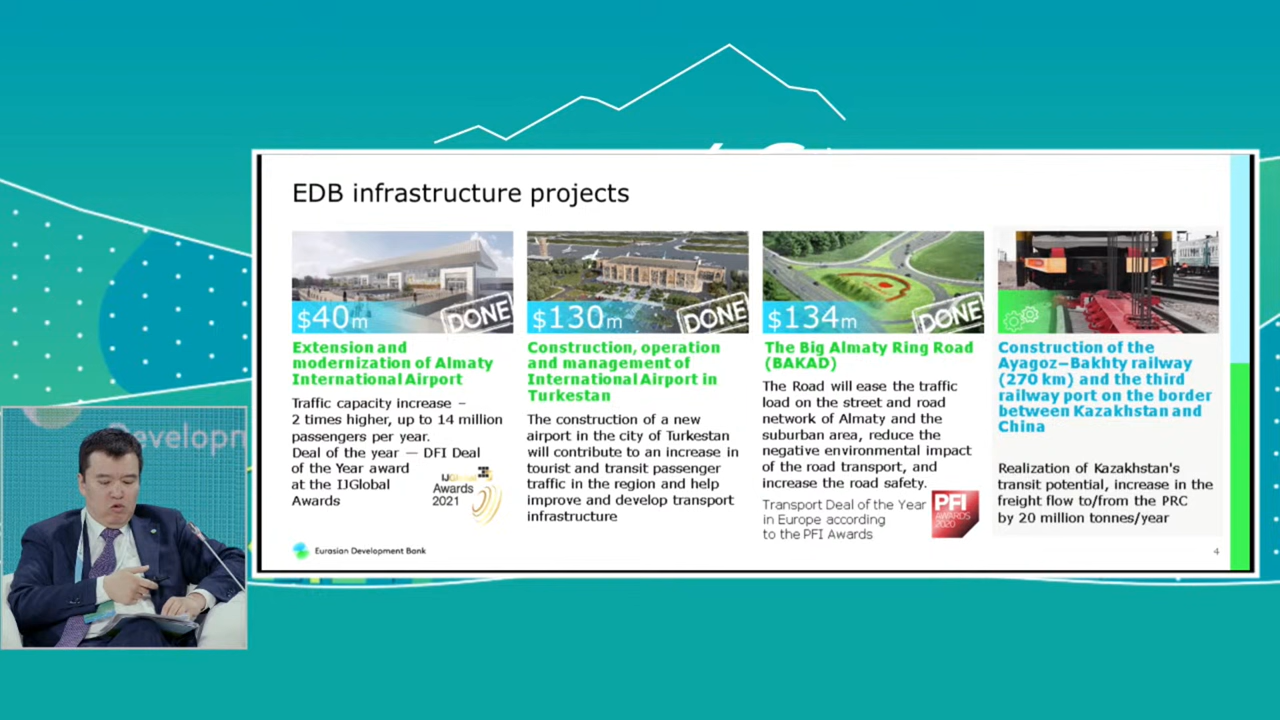 EDB infrastructure projects
$40m
DONE
Extension and
modernization of Almaty
International Airport
Traffic capacity increase –
2 times higher, up to 14 million
passengers per year.
Deal of the year — DFI Deal
of the Year award
at the IJGlobal
Awards
IJGlobal
Awards
2021
$130m
DONE
Construction, operation
and management of
International Airport in
Turkestan
The construction of a new
airport in the city of Turkestan
will contribute to an increase in
tourist and transit passenger
traffic in the region and help
improve and develop transport
infrastructure
$134m
DONE
The Big Almaty Ring Road
(BAKAD)
The Road will ease the traffic
load on the street and road
network of Almaty and the
suburban area, reduce the
negative environmental impact
of the road transport, and
increase the road safety.
Transport Deal of the Year
in Europe according
to the PFI Awards
PFI
AWARDS
2020
Construction of the
Ayagoz–Bakhty railway
(270 km) and the third
railway port on the border
between Kazakhstan and
China
Realization of Kazakhstan's
transit potential, increase in the
freight flow to/from the PRC
by 20 million tonnes/year
Eurasian Development Bank
4
Developn